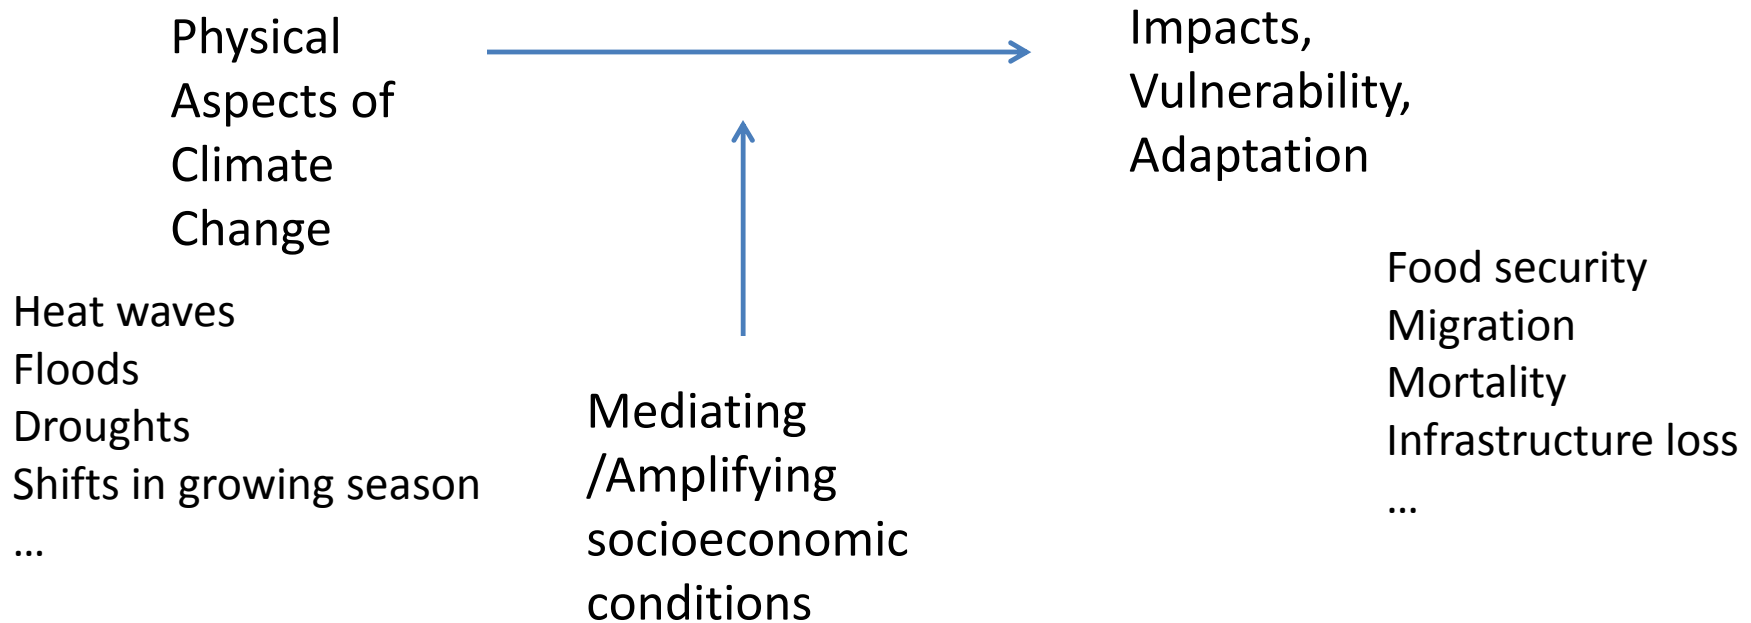 Physical
Aspects of
Climate
Change
Heat waves
Floods
Droughts
Shifts in growing season
…
Mediating
/Amplifying
socioeconomic
conditions
Impacts,
Vulnerability,
Adaptation
Food security
Migration
Mortality
Infrastructure loss
…